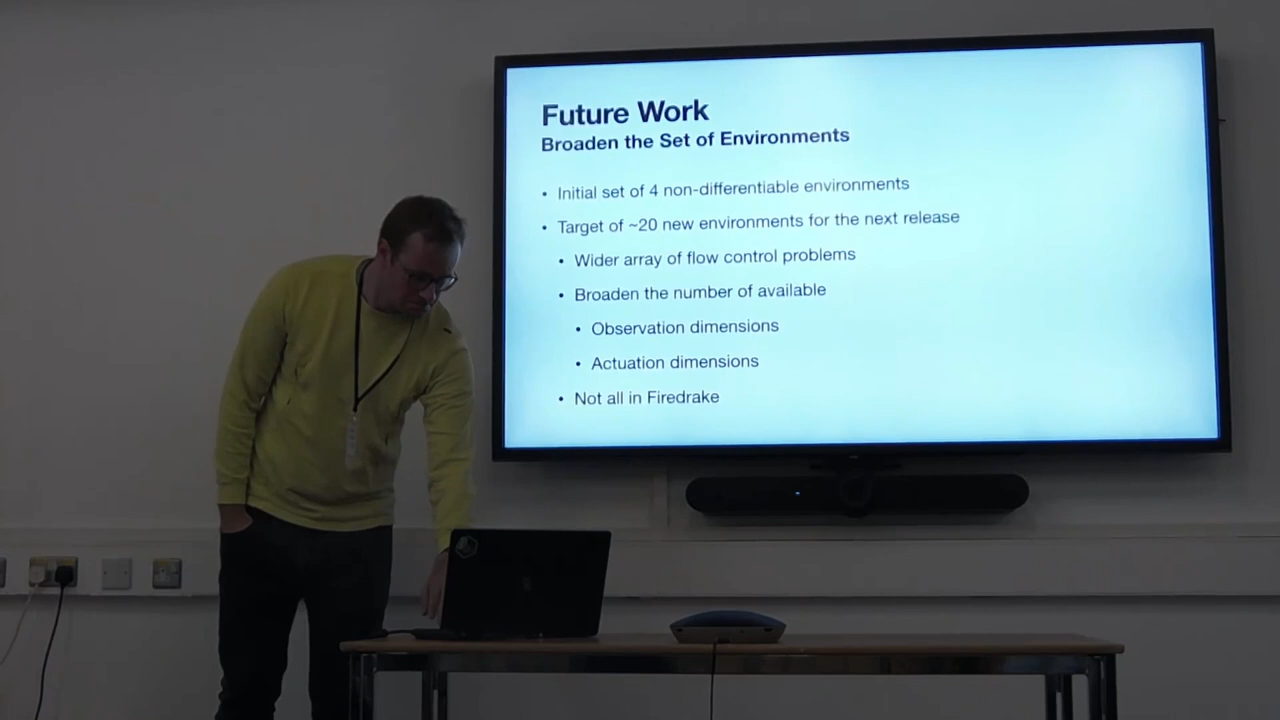 Future Work
Broaden the Set of Environments
• Initial set of 4 non-differentiable environments
• Target of ~20 new environments for the next release
• Wider array of flow control problems
• Broaden the number of available
• Observation dimensions
• Actuation dimensions
• Not all in Firedrake